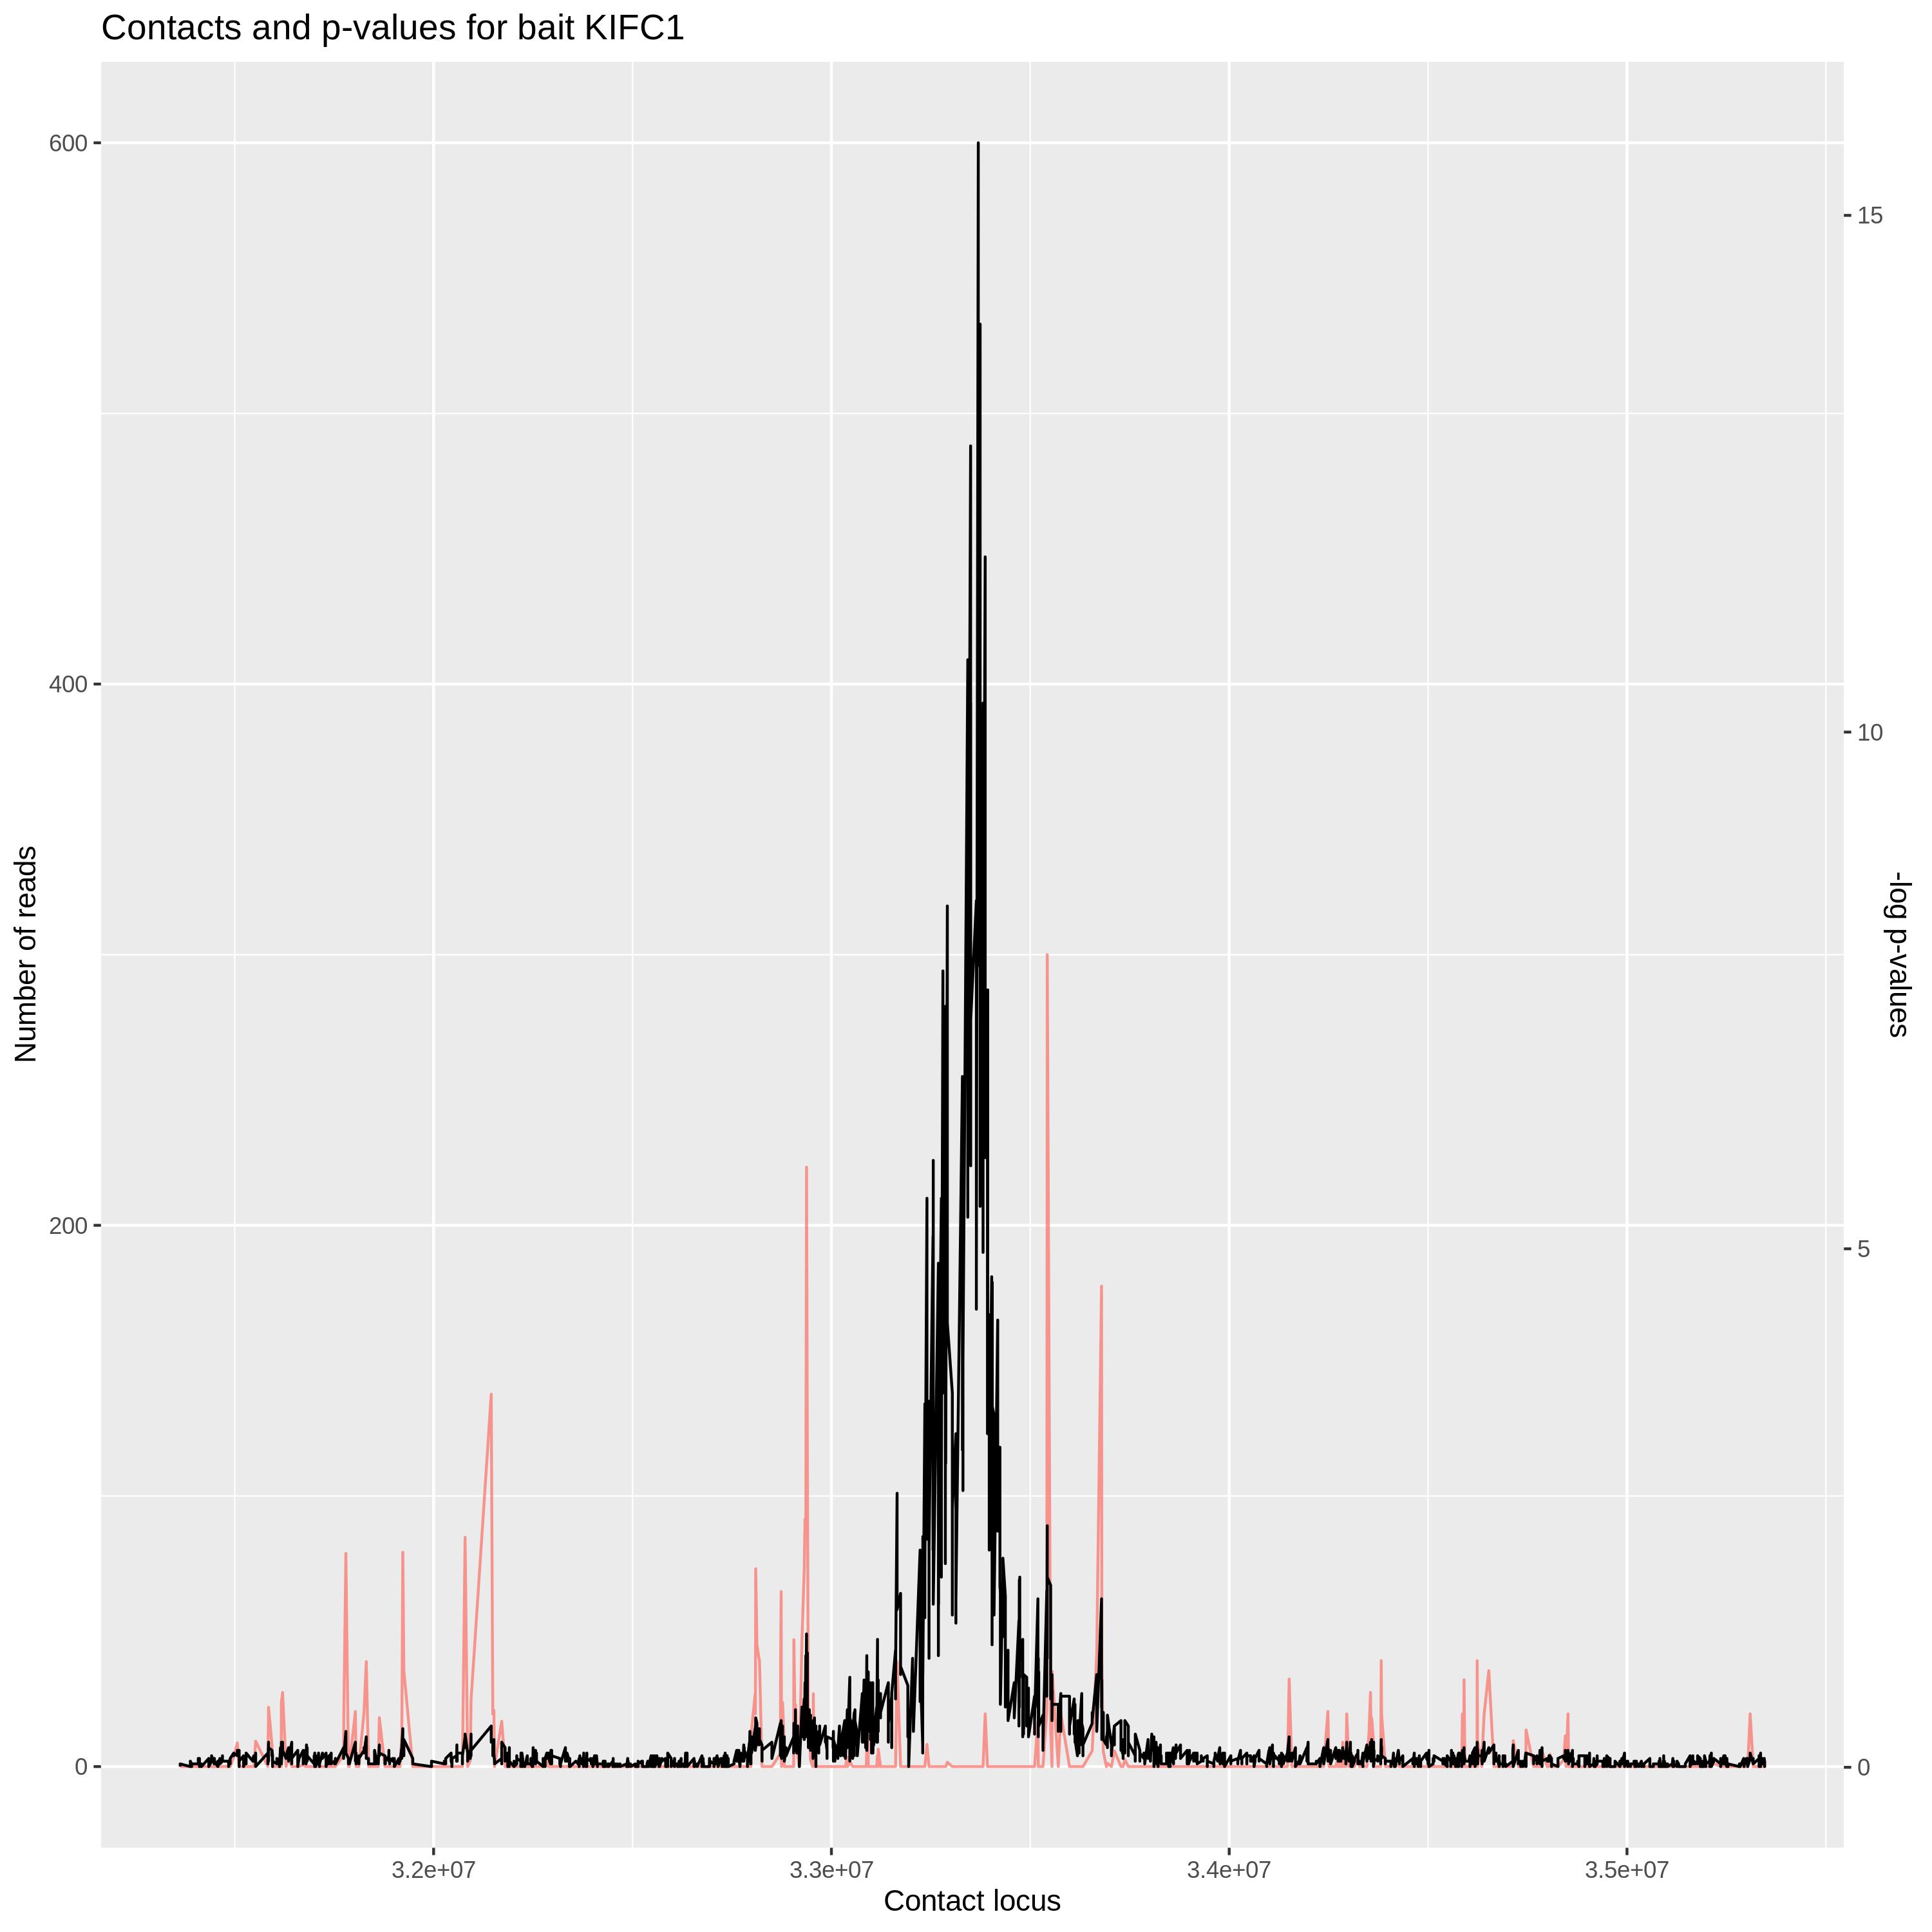 Contacts and p-values for bait KIFC1
600
400
200
0
Number of reads
15
10
5
0
-log p-values
3.2e+07
3.3e+07
3.4e+07
3.5e+07
Contact locus